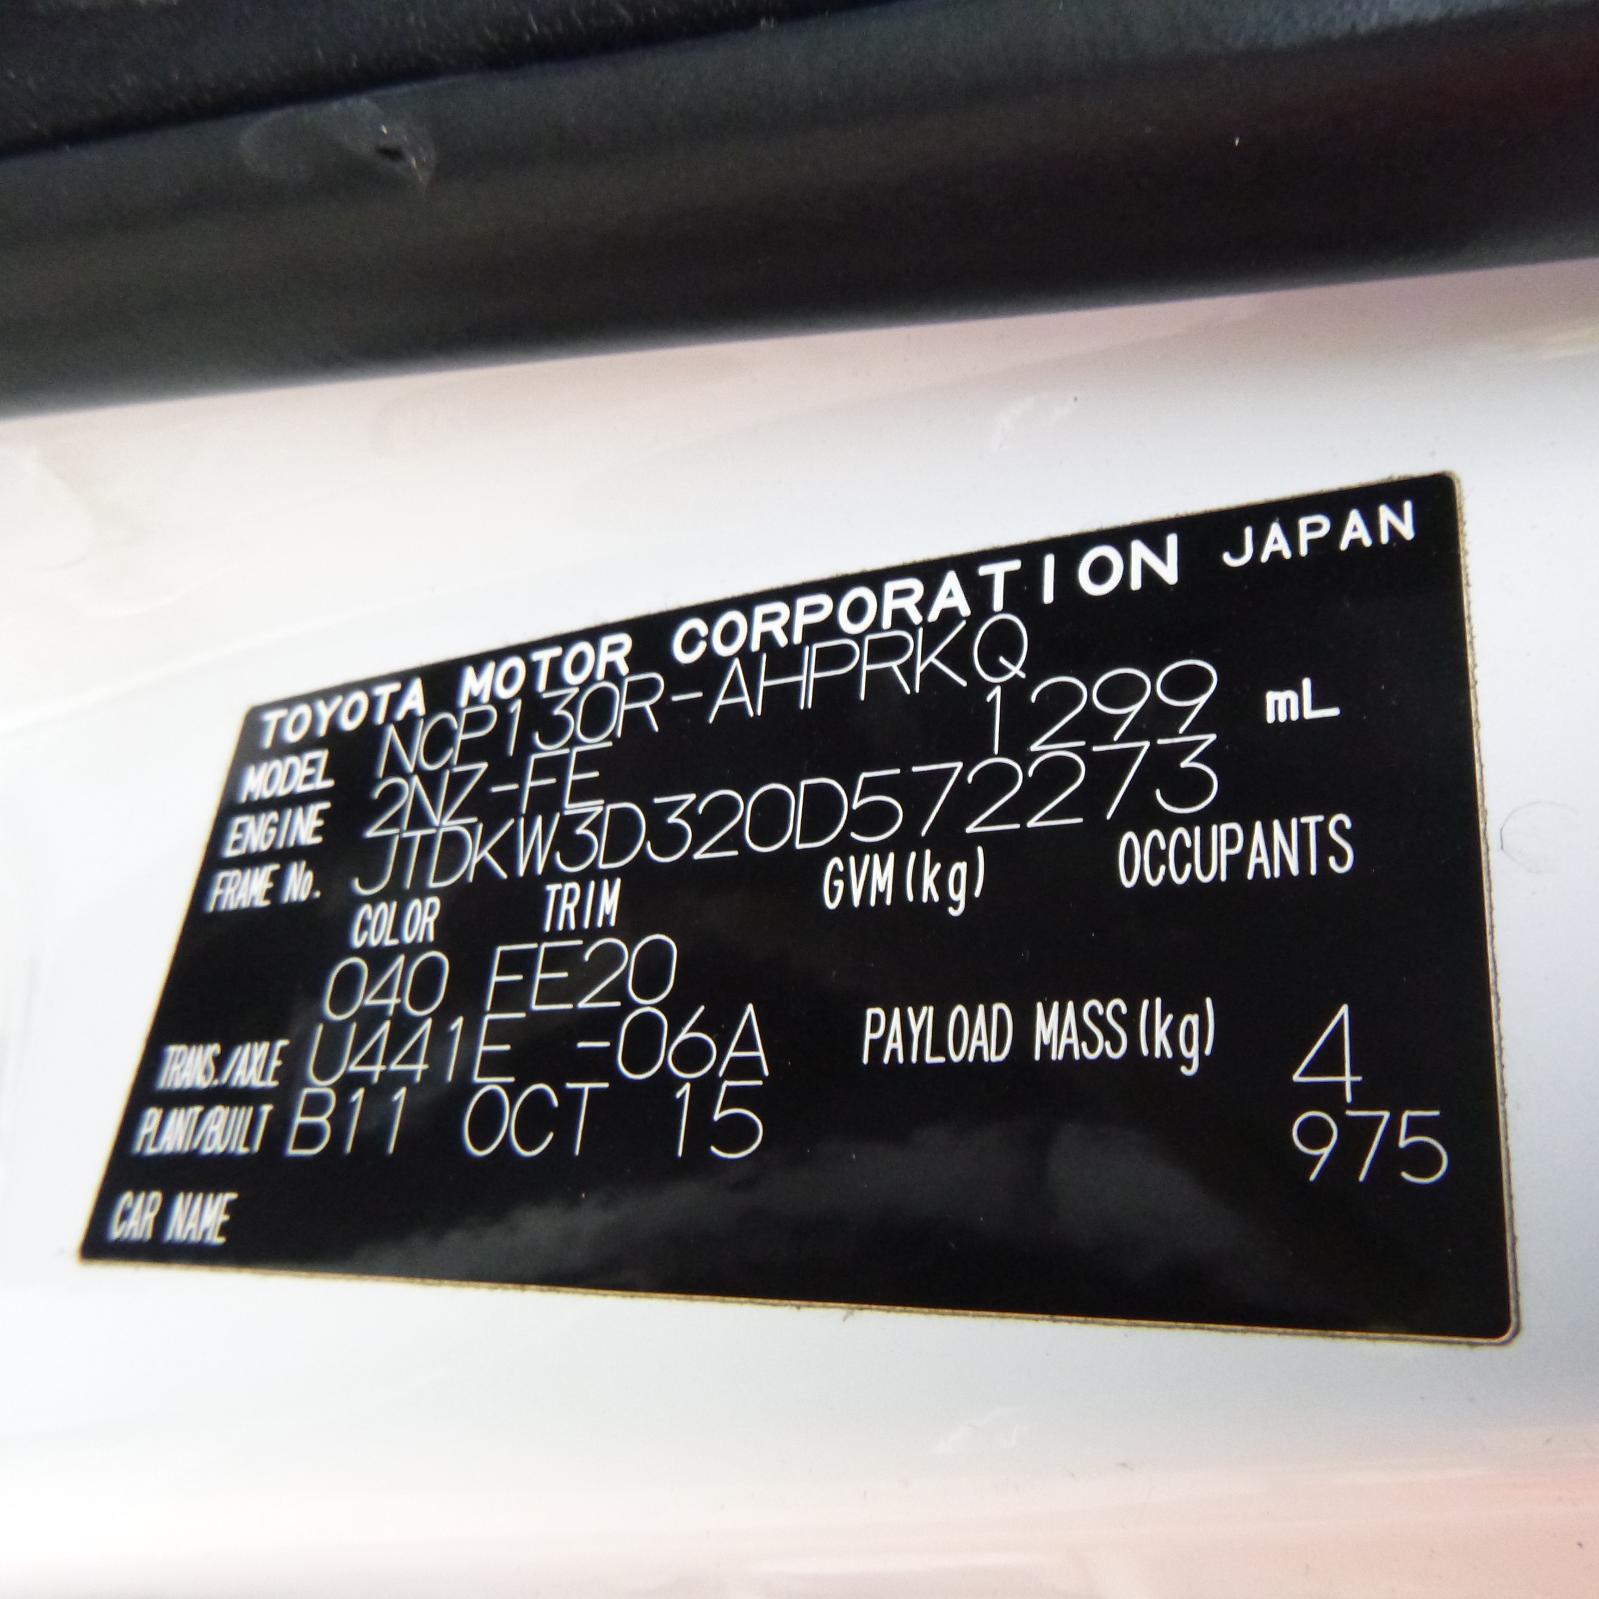 TOYOTA MOTOR CORPORATION JAPAN
MODEL NCP130R-AHPRKQ
ENGINE 2NZ-FE 1299 mL
FRAME No. JTDKW3D320D572273
COLOR TRIM GVM(kg) OCCUPANTS
040 FE20
TRANS./AXLE U441E -06A PAYLOAD MASS(kg) 4
PLANT/BUILT B11 OCT 15 975
CAR NAME